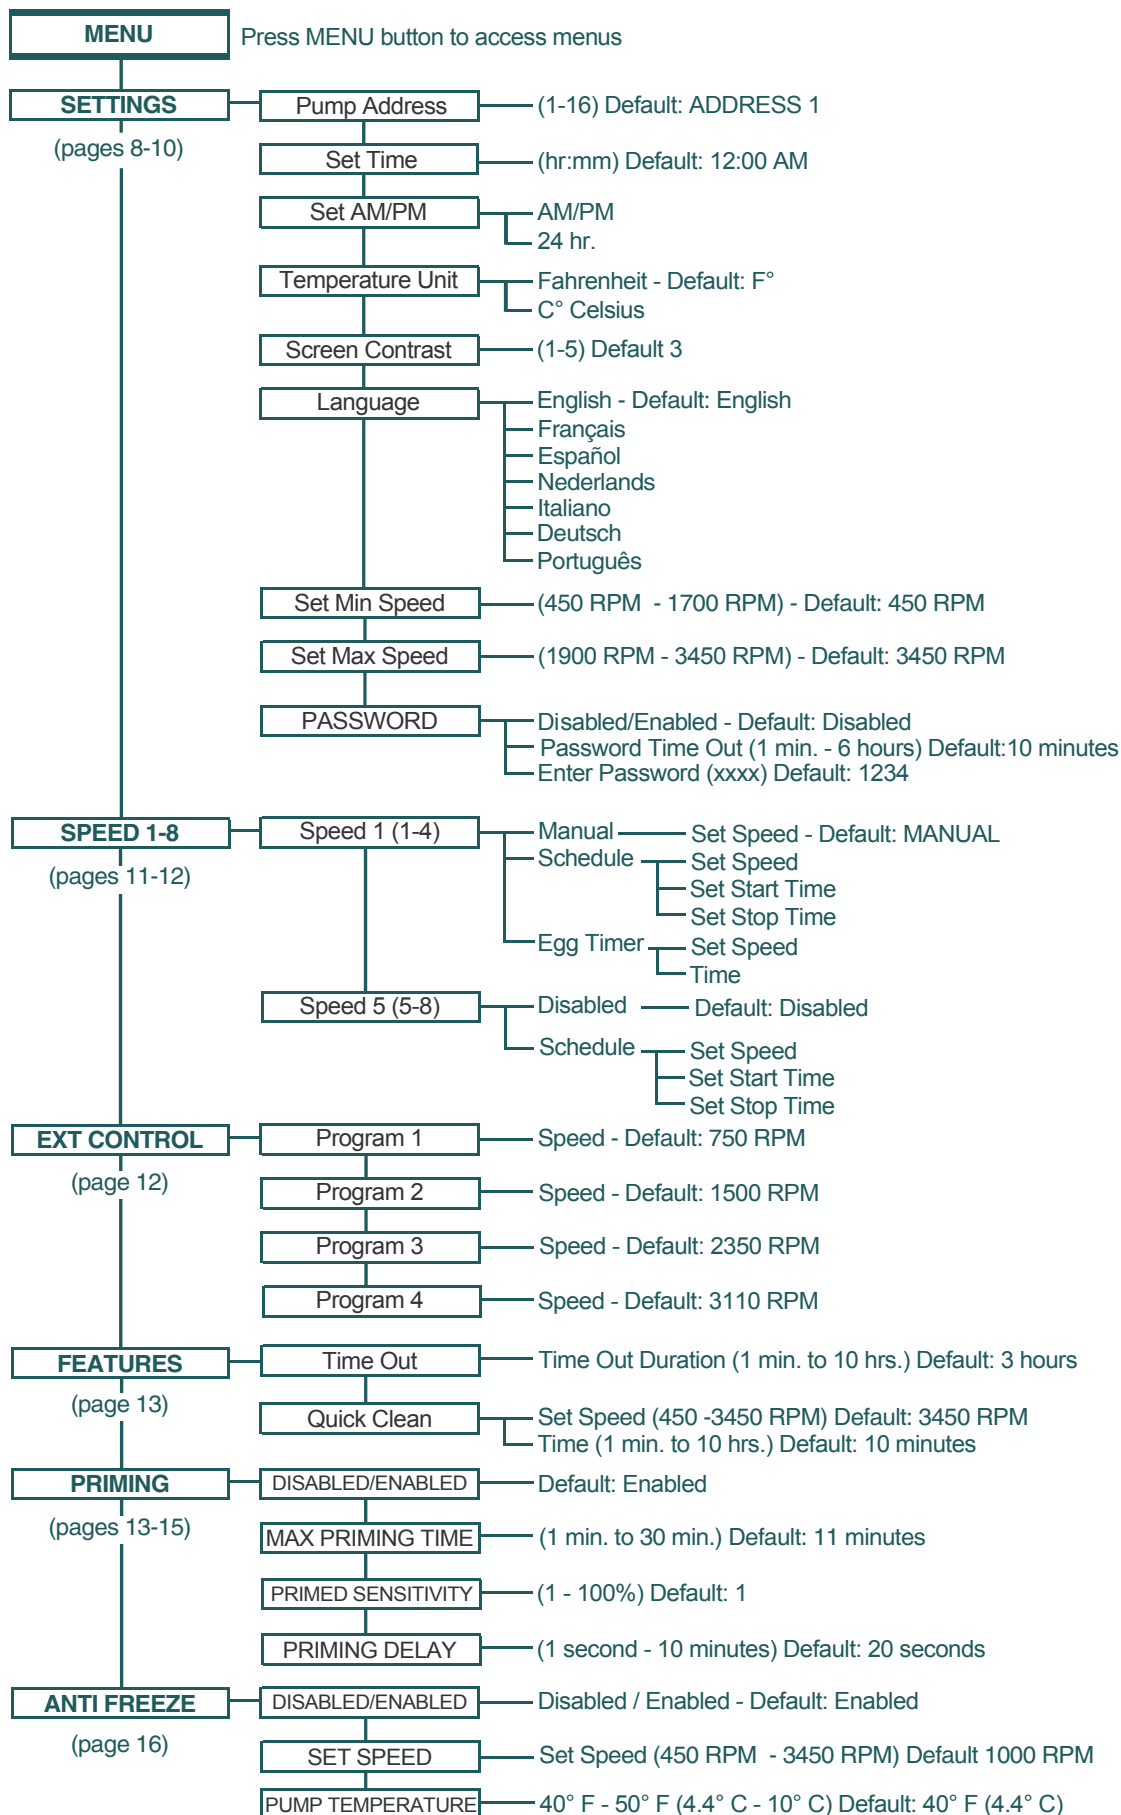 MENU Press MENU button to access menus
SETTINGS Pump Address (1-16) Default: ADDRESS 1
(pages 8-10)
Set Time (hr:mm) Default: 12:00 AM
Set AM/PM AM/PM
24 hr.
Temperature Unit Fahrenheit - Default: F°
C° Celsius
Screen Contrast (1-5) Default 3
Language English - Default: English
Français
Español
Nederlands
Italiano
Deutsch
Português
Set Min Speed (450 RPM - 1700 RPM) - Default: 450 RPM
Set Max Speed (1900 RPM - 3450 RPM) - Default: 3450 RPM
PASSWORD Disabled/Enabled - Default: Disabled
Password Time Out (1 min. - 6 hours) Default:10 minutes
Enter Password (xxxx) Default: 1234
SPEED 1-8 Speed 1 (1-4) Manual Set Speed - Default: MANUAL
(pages 11-12)
Schedule Set Speed
Set Start Time
Set Stop Time
Egg Timer Set Speed
Time
Speed 5 (5-8) Disabled Default: Disabled
Schedule Set Speed
Set Start Time
Set Stop Time
EXT CONTROL Program 1 Speed - Default: 750 RPM
(page 12)
Program 2 Speed - Default: 1500 RPM
Program 3 Speed - Default: 2350 RPM
Program 4 Speed - Default: 3110 RPM
FEATURES Time Out Time Out Duration (1 min. to 10 hrs.) Default: 3 hours
(page 13)
Quick Clean Set Speed (450 -3450 RPM) Default: 3450 RPM
Time (1 min. to 10 hrs.) Default: 10 minutes
PRIMING DISABLED/ENABLED Default: Enabled
(pages 13-15)
MAX PRIMING TIME (1 min. to 30 min.) Default: 11 minutes
PRIMED SENSITIVITY (1 - 100%) Default: 1
PRIMING DELAY (1 second - 10 minutes) Default: 20 seconds
ANTI FREEZE DISABLED/ENABLED Disabled / Enabled - Default: Enabled
(page 16)
SET SPEED Set Speed (450 RPM - 3450 RPM) Default 1000 RPM
PUMP TEMPERATURE 40° F - 50° F (4.4° C - 10° C) Default: 40° F (4.4° C)